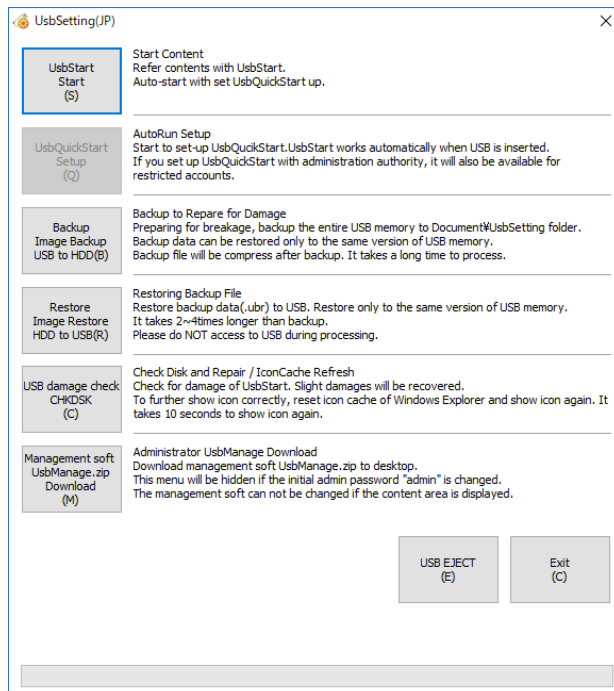 UsbSetting(JP)
UsbStart
Start
(S)
Start Content
Refer contents with UsbStart.
Auto-start with set UsbQuickStart up.
UsbQuickStart
Setup
(Q)
AutoRun Setup
Start to set-up UsbQucikStart.UsbStart works automatically when USB is inserted.
If you set up UsbQuickStart with administration authority, it will also be available for
restricted accounts.
Backup
Image Backup
USB to HDD(B)
Backup to Repare for Damage
Preparing for breakage, backup the entire USB memory to Document¥UsbSetting folder.
Backup data can be restored only to the same version of USB memory.
Backup file will be compress after backup. It takes a long time to process.
Restore
Image Restore
HDD to USB(R)
Restoring Backup File
Restore backup data(.ubr) to USB. Restore only to the same version of USB memory.
It takes 2~4times longer than backup.
Please do NOT access to USB during processing.
USB damage check
CHKDSK
(C)
Check Disk and Repair / IconCache Refresh
Check for damage of UsbStart. Slight damages will be recovered.
To further show icon correctly, reset icon cache of Windows Explorer and show icon again. It
takes 10 seconds to show icon again.
Management soft
UsbManage.zip
Download
(M)
Administrator UsbManage Download
Download management soft UsbManage.zip to desktop.
This menu will be hidden if the initial admin password "admin" is changed.
The management soft can not be changed if the content area is displayed.
USB EJECT
(E)
Exit
(C)